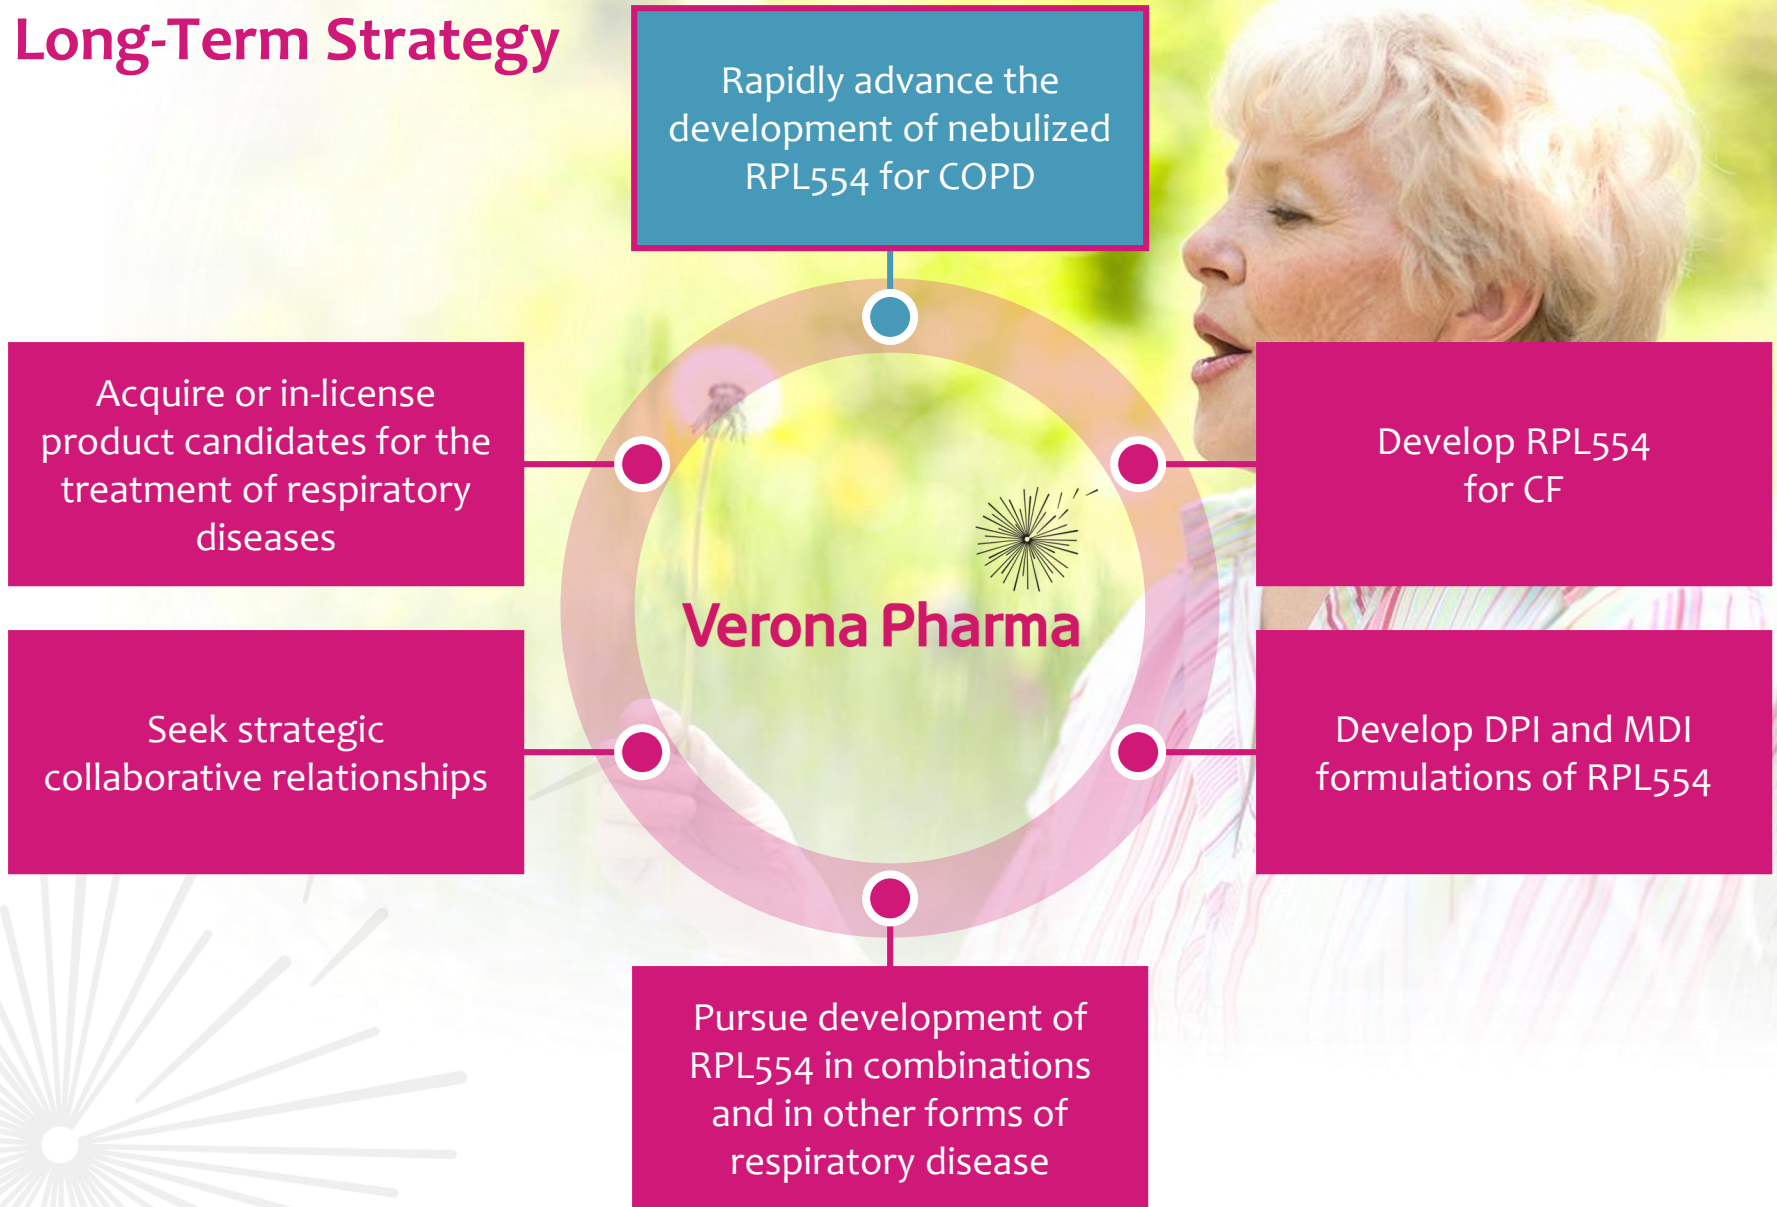 Long-Term Strategy
Rapidly advance the
development of nebulized
RPL554 for COPD
Acquire or in-license
product candidates for the
treatment of respiratory
diseases
Develop RPL554
for CF
Verona Pharma
Seek strategic
collaborative relationships
Develop DPI and MDI
formulations of RPL554
Pursue development of
RPL554 in combinations
and in other forms of
respiratory disease